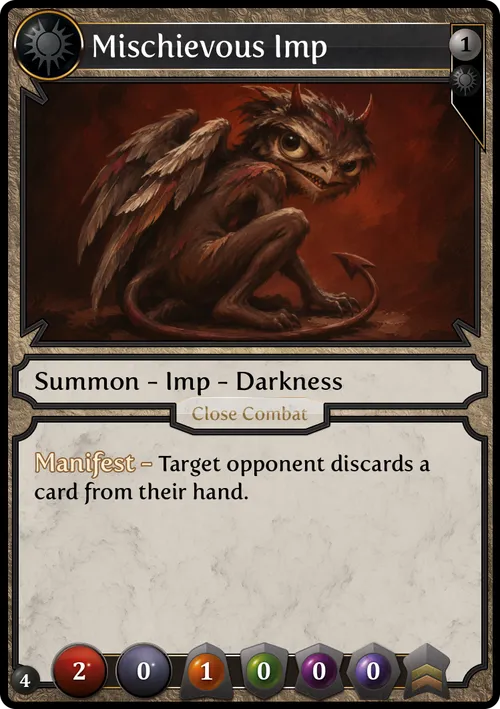 Mischievous Imp
1
Summon - Imp - Darkness
Close Combat
Manifest - Target opponent discards a
card from their hand.
4
2*
0*
1
0
0
0